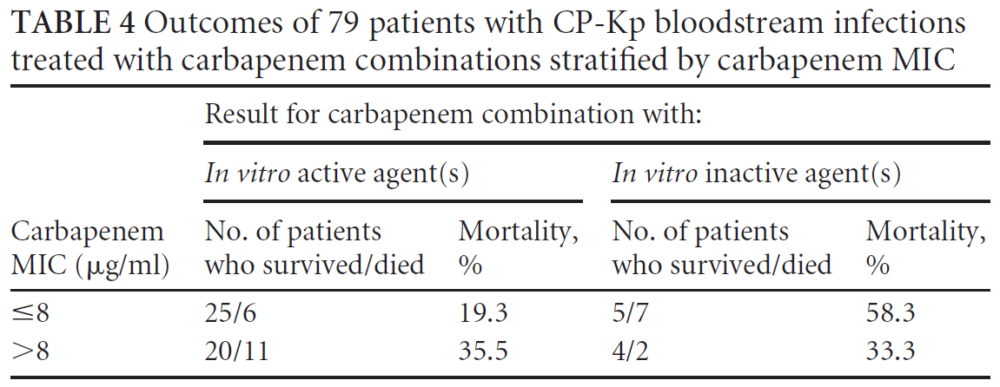 TABLE 4 Outcomes of 79 patients with CP-Kp bloodstream infections
treated with carbapenem combinations stratified by carbapenem MIC
Result for carbapenem combination with:
In vitro active agent(s) In vitro inactive agent(s)
Carbapenem No. of patients Mortality, No. of patients Mortality,
MIC (μg/ml) who survived/died % who survived/died %
≤8 25/6 19.3 5/7 58.3
>8 20/11 35.5 4/2 33.3